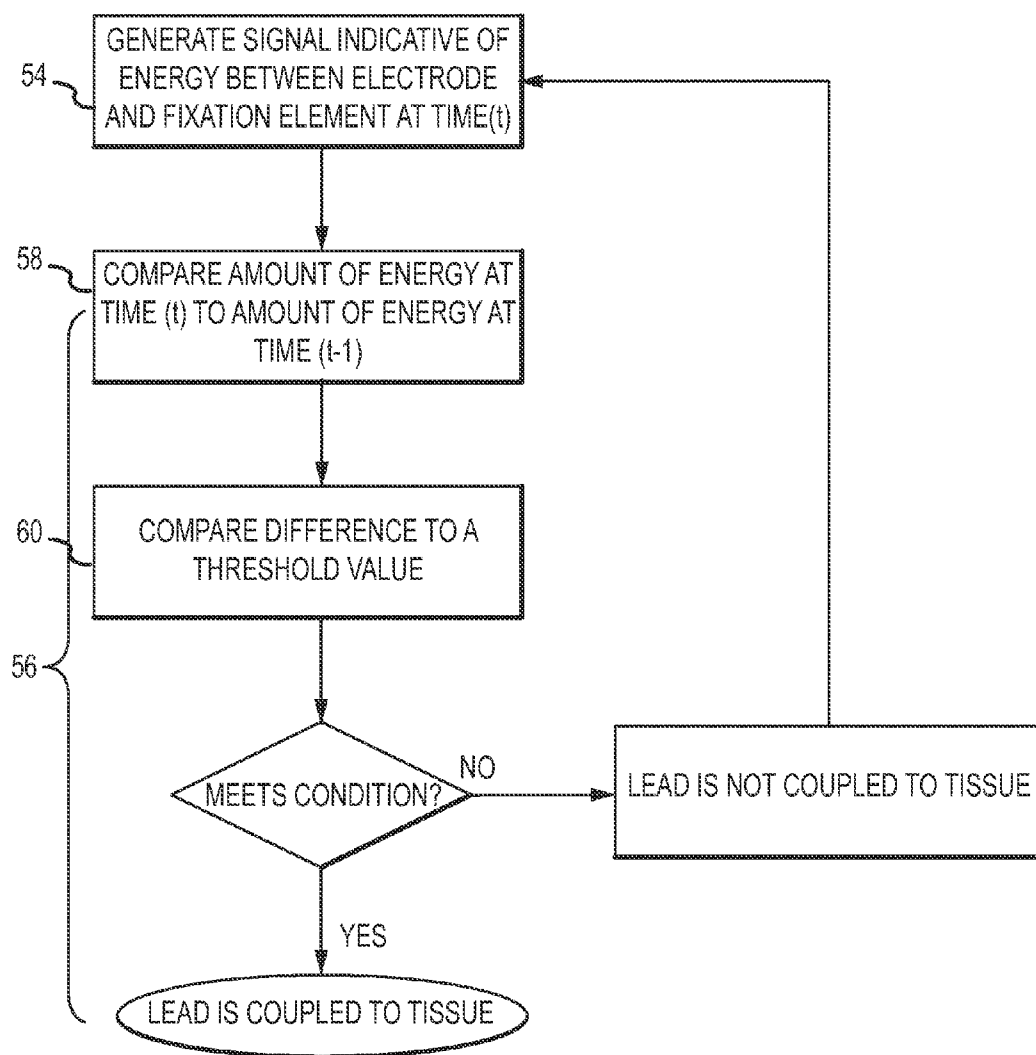 GENERATE SIGNAL INDICATIVE OF
ENERGY BETWEEN ELECTRODE
AND FIXATION ELEMENT AT TIME(t)
54
58
COMPARE AMOUNT OF ENERGY AT
TIME (t) TO AMOUNT OF ENERGY AT
TIME (t-1)
60
COMPARE DIFFERENCE TO A
THRESHOLD VALUE
56
MEETS CONDITION?
NO
LEAD IS NOT COUPLED TO TISSUE
YES
LEAD IS COUPLED TO TISSUE